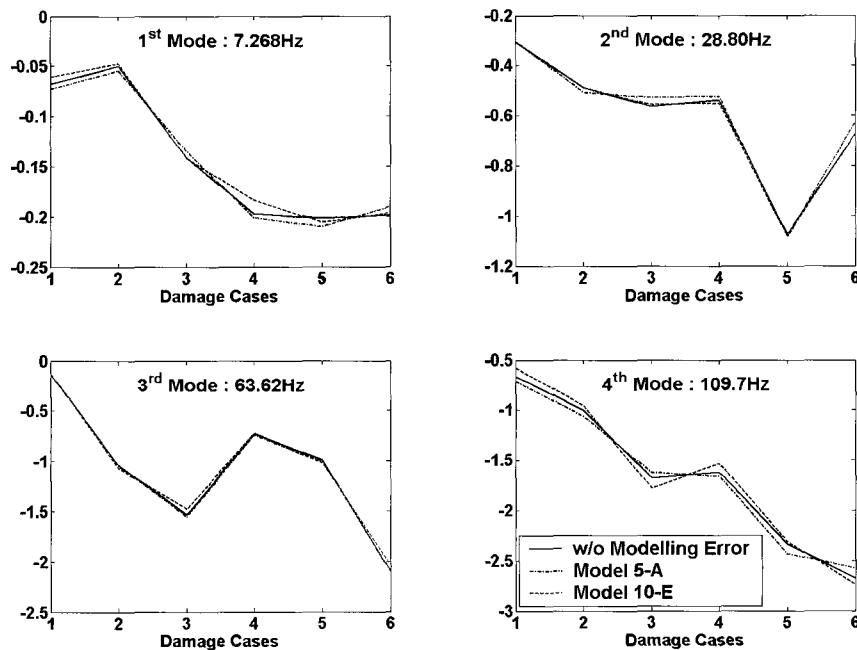 1st Mode : 7.268Hz
0
-0.05
-0.1
-0.15
-0.2
-0.25
1 2 3 4 5 6
Damage Cases
2nd Mode : 28.80Hz
-0.2
-0.4
-0.6
-0.8
-1
-1.2
1 2 3 4 5 6
Damage Cases
3rd Mode : 63.62Hz
0
-0.5
-1
-1.5
-2
-2.5
1 2 3 4 5 6
Damage Cases
4th Mode : 109.7Hz
-0.5
-1
-1.5
-2
-2.5
-3
w/o Modelling Error
Model 5-A
Model 10-E
1 2 3 4 5 6
Damage Cases